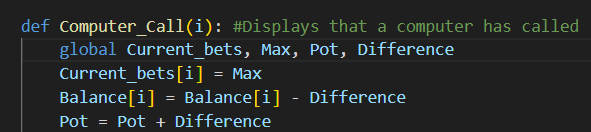 def Computer_Call(i): #Displays that a computer has called
    global Current_bets, Max, Pot, Difference
    Current_bets[i] = Max
    Balance[i] = Balance[i] - Difference
    Pot = Pot + Difference